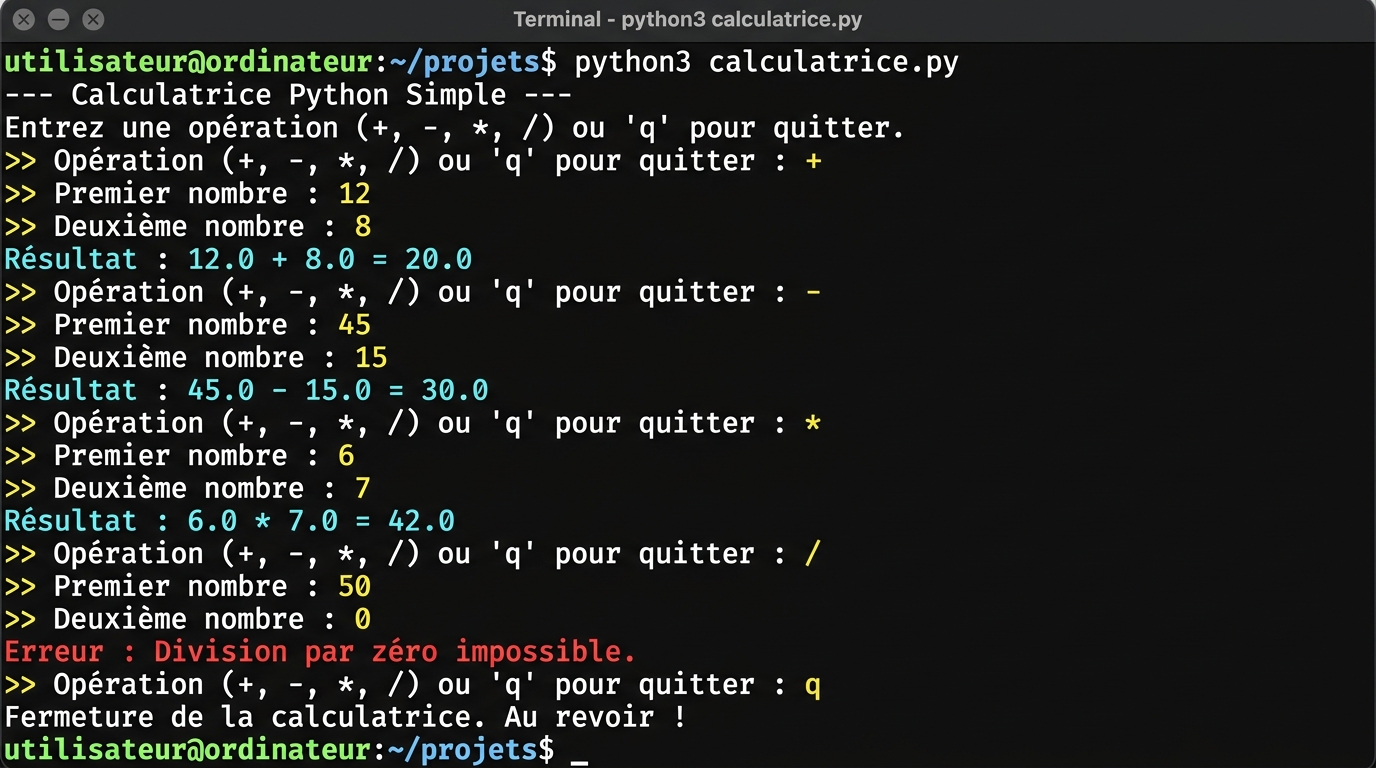 Terminal - python3 calculatrice.py
utilisateur@ordinateur:~/projets$ python3 calculatrice.py
--- Calculatrice Python Simple ---
Entrez une opération (+, -, *, /) ou 'q' pour quitter.
>> Opération (+, -, *, /) ou 'q' pour quitter : +
>> Premier nombre : 12
>> Deuxième nombre : 8
Résultat : 12.0 + 8.0 = 20.0
>> Opération (+, -, *, /) ou 'q' pour quitter : -
>> Premier nombre : 45
>> Deuxième nombre : 15
Résultat : 45.0 - 15.0 = 30.0
>> Opération (+, -, *, /) ou 'q' pour quitter : *
>> Premier nombre : 6
>> Deuxième nombre : 7
Résultat : 6.0 * 7.0 = 42.0
>> Opération (+, -, *, /) ou 'q' pour quitter : /
>> Premier nombre : 50
>> Deuxième nombre : 0
Erreur : Division par zéro impossible.
>> Opération (+, -, *, /) ou 'q' pour quitter : q
Fermeture de la calculatrice. Au revoir !
utilisateur@ordinateur:~/projets$ _